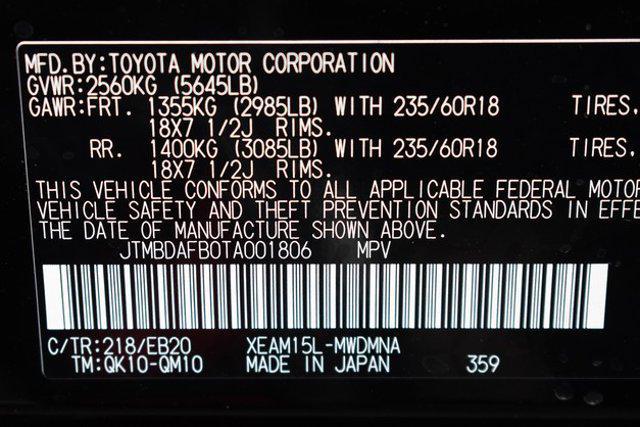 MFD.BY:TOYOTA MOTOR CORPORATION
GVWR:2560KG (5645LB)
GAWR:FRT. 1355KG (2985LB) WITH 235/60R18 TIRES.
18X7 1/2J RIMS.
RR. 1400KG (3085LB) WITH 235/60R18 TIRES.
18X7 1/2J RIMS.
THIS VEHICLE CONFORMS TO ALL APPLICABLE FEDERAL MOTO
VEHICLE SAFETY AND THEFT PREVENTION STANDARDS IN EFFE
THE DATE OF MANUFACTURE SHOWN ABOVE.
JTMBDAFB0TA001806 MPV
C/TR:218/EB20 XEAM15L-MWDMNA
TM:QK10-QM10 MADE IN JAPAN 359